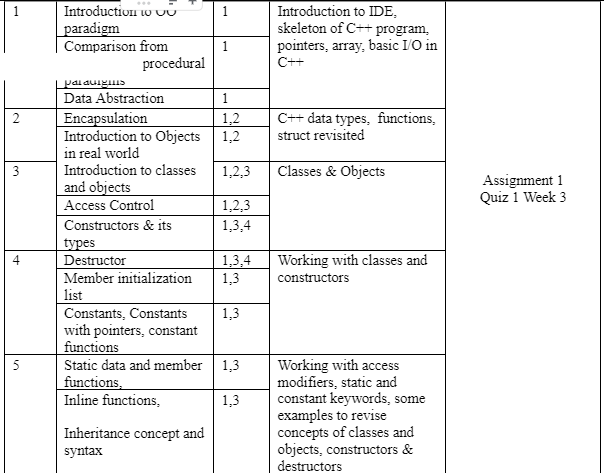 1
Introduction to OO
paradigm
1
Introduction to IDE,
skeleton of C++ program,
pointers, array, basic I/O in
C++
Comparison from
procedural
paradigms
1
Data Abstraction
1
2
Encapsulation
1,2
C++ data types, functions,
struct revisited
Introduction to Objects
in real world
1,2
3
Introduction to classes
and objects
1,2,3
Classes & Objects
Access Control
1,2,3
Constructors & its
types
1,3,4
Assignment 1
Quiz 1 Week 3
4
Destructor
1,3,4
Working with classes and
constructors
Member initialization
list
1,3
Constants, Constants
with pointers, constant
functions
1,3
5
Static data and member
functions,
1,3
Working with access
modifiers, static and
constant keywords, some
examples to revise
concepts of classes and
objects, constructors &
destructors
Inline functions,
1,3
Inheritance concept and
syntax